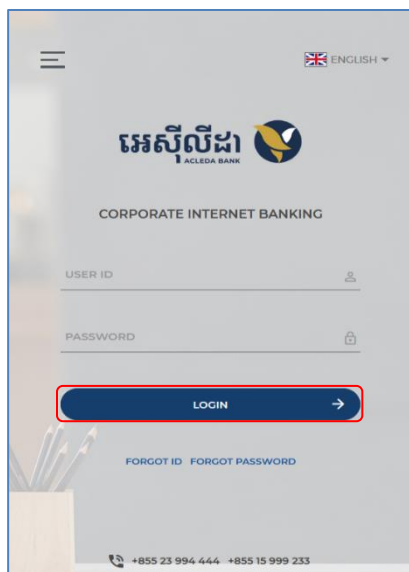 ENGLISH
អេស៊ីលីដា
ACLEDA BANK
CORPORATE INTERNET BANKING
USER ID
PASSWORD
LOGIN
FORGOT ID FORGOT PASSWORD
+855 23 994 444 +855 15 999 233